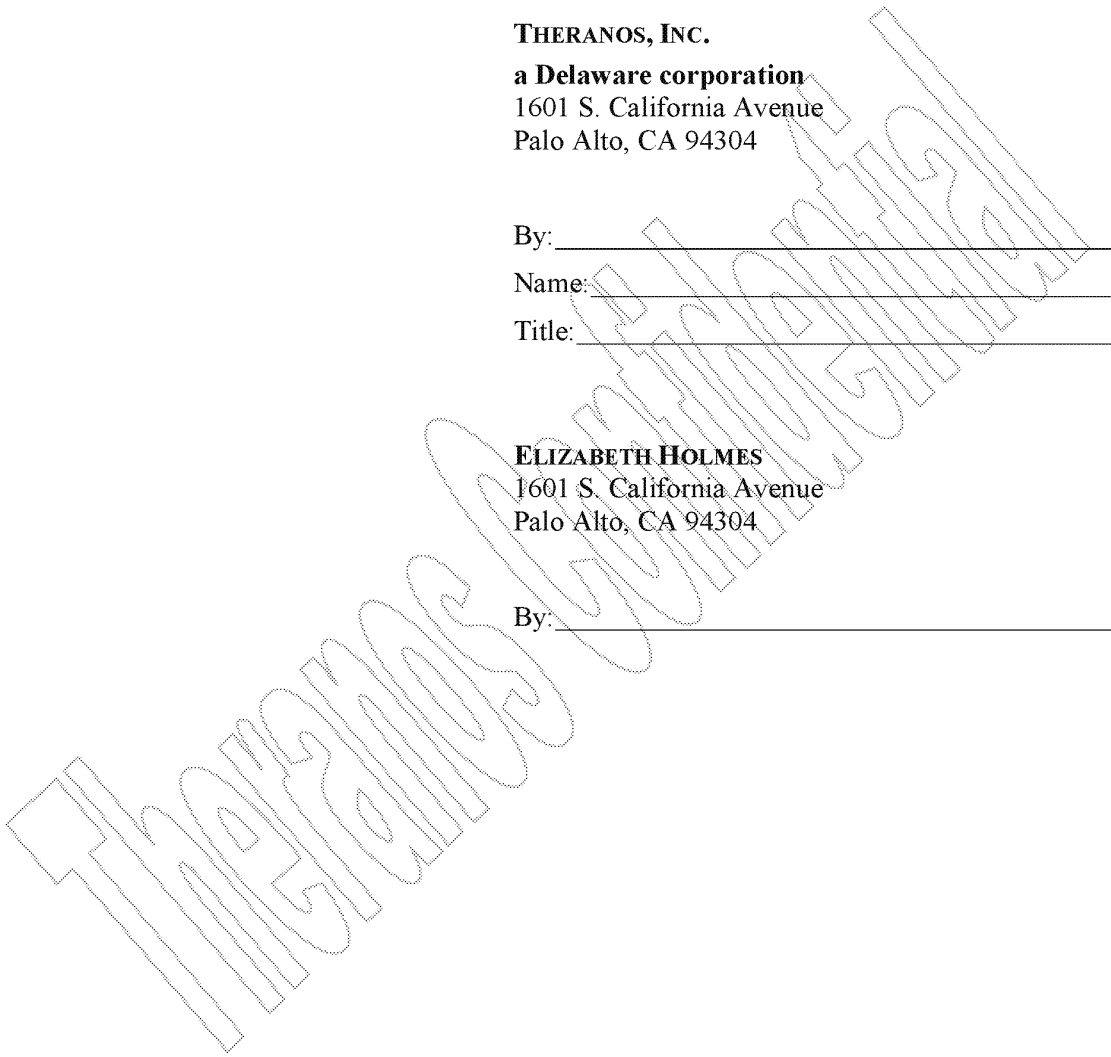 THERANOS, INC.
a Delaware corporation
1601 S. California Avenue
Palo Alto, CA 94304
By:
Name:
Title:
ELIZABETH HOLMES
1601 S. California Avenue
Palo Alto, CA 94304
By:
Theranos Confidential